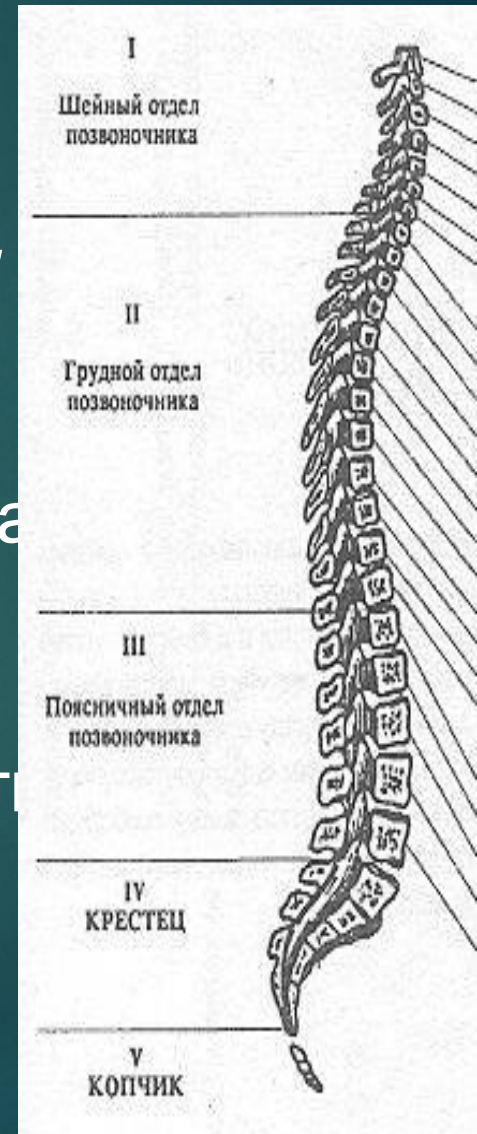 I
Шейный отдел
позвоночника
II
Грудной отдел
позвоночника
III
Поясничный отдел
позвоночника
IV
КРЕСТЕЦ
V
КОПЧИК